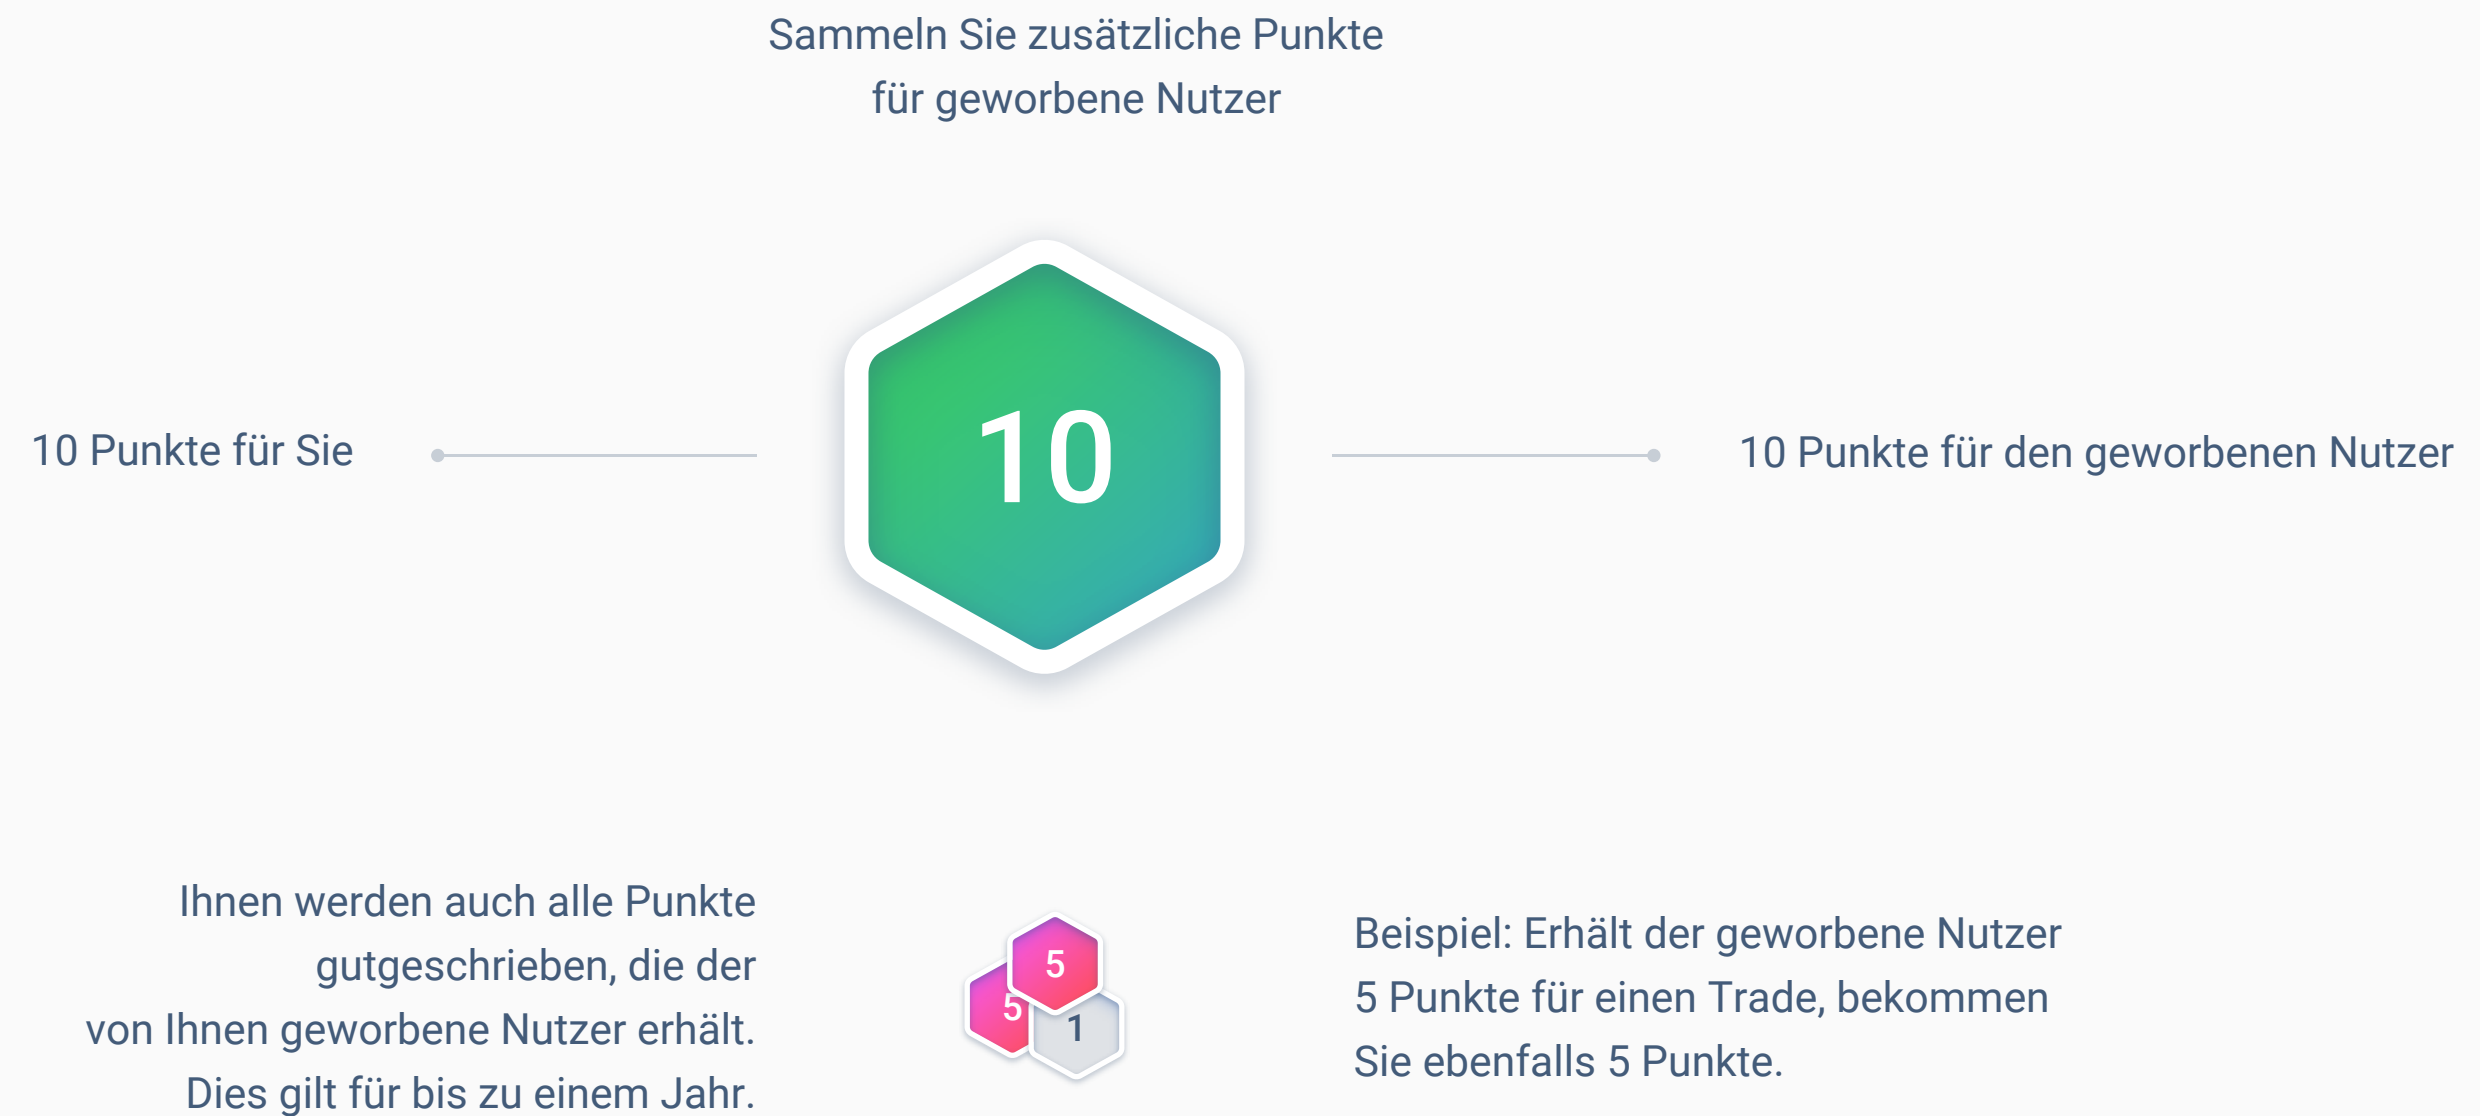 Sammeln Sie zusätzliche Punkte
für geworbene Nutzer
10 Punkte für Sie
10
10 Punkte für den geworbenen Nutzer
Ihnen werden auch alle Punkte
gutgeschrieben, die der
von Ihnen geworbene Nutzer erhält.
Dies gilt für bis zu einem Jahr.
5
5
1
Beispiel: Erhält der geworbene Nutzer
5 Punkte für einen Trade, bekommen
Sie ebenfalls 5 Punkte.